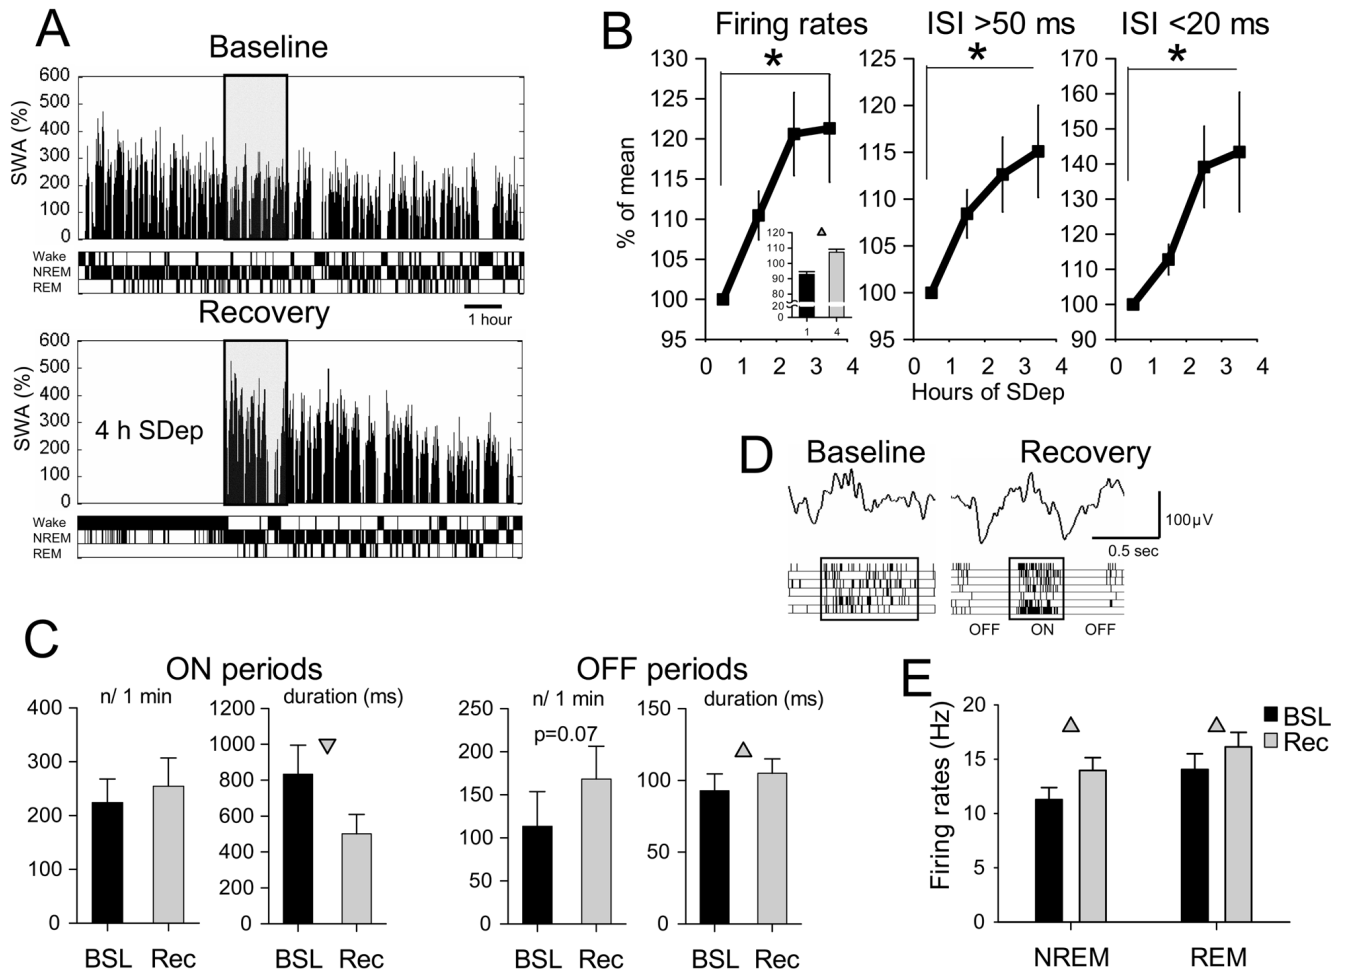 A
Baseline
SWA (%)
600
500
400
300
200
100
0
Wake
NREM
REM
1 hour
Recovery
SWA (%)
600
500
400
300
200
100
0
4 h SDep
Wake
NREM
REM
B
Firing rates
ISI >50 ms
ISI <20 ms
*
*
*
% of mean
130
125
120
115
110
105
100
95
0 1 2 3 4
120
110
100
90
80
20
0
1 4
125
120
115
110
105
100
95
0 1 2 3 4
170
160
150
140
130
120
110
100
90
0 1 2 3 4
Hours of SDep
C
ON periods
n/ 1 min
400
300
200
100
0
BSL Rec
duration (ms)
1200
1000
800
600
400
200
0
BSL Rec
OFF periods
n/ 1 min
p=0.07
250
200
150
100
50
0
BSL Rec
duration (ms)
150
100
50
0
BSL Rec
D
Baseline
Recovery
100µV
0.5 sec
OFF ON OFF
E
Firing rates (Hz)
20
15
10
5
0
NREM REM
BSL
Rec